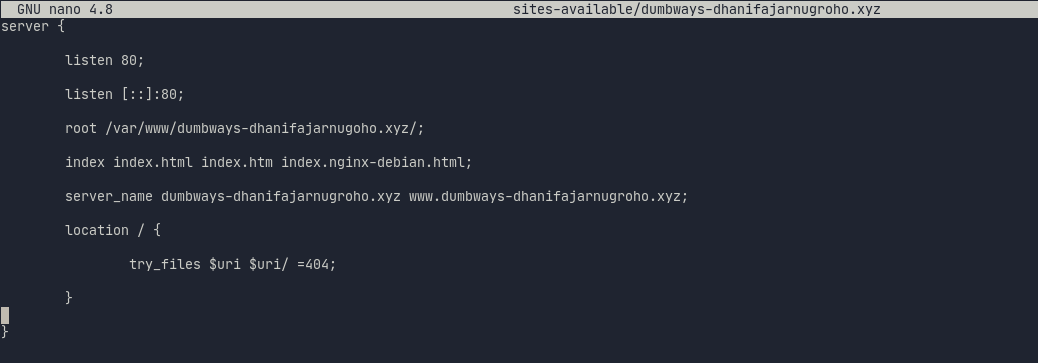 GNU nano 4.8 sites-available/dumbways-dhanifajarnugroho.xyz
server {
listen 80;
listen [::]:80;
root /var/www/dumbways-dhanifajarnugoho.xyz/;
index index.html index.htm index.nginx-debian.html;
server_name dumbways-dhanifajarnugroho.xyz www.dumbways-dhanifajarnugroho.xyz;
location / {
try_files $uri $uri/ =404;
}
}